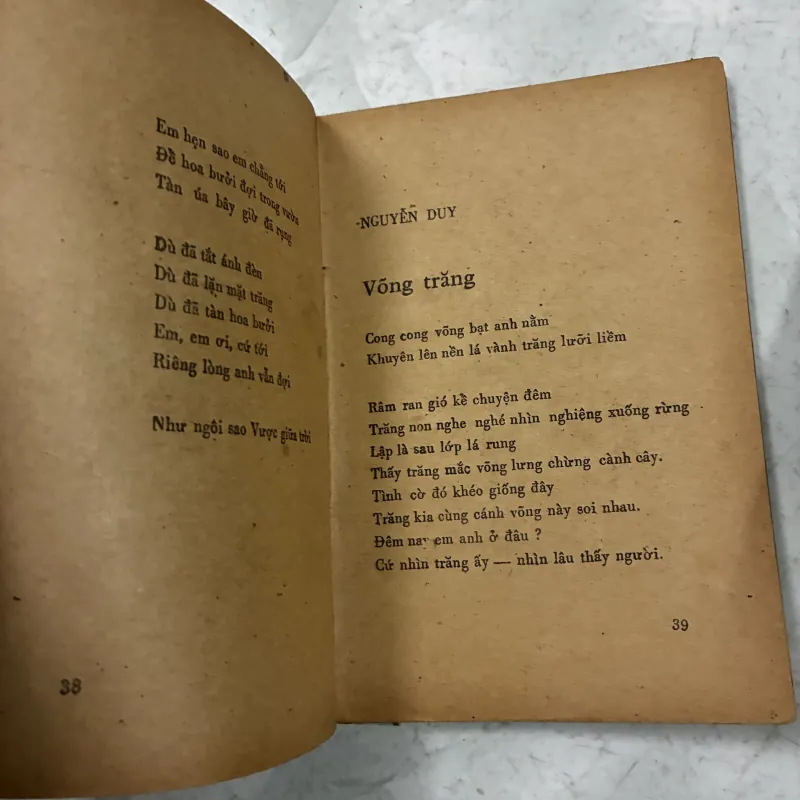 Em hẹn sao em chẳng tới
Để hoa bưởi đợi trong vườn
Tàn úa bây giờ đã rụng
Dù đã tắt ánh đèn
Dù đã lặn mặt trăng
Dù đã tàn hoa bưởi
Em, em ơi, cứ tới
Riêng lòng anh vẫn đợi
Như ngôi sao Vược giữa trời
38
NGUYỄN DUY
Võng trăng
Cong cong võng bạt anh nằm
Khuyên lên nền lá vành trăng lưỡi liềm
Râm ran gió kể chuyện đêm
Trăng non nghe nghé nhìn nghiệng xuống rừng
Lập là sau lớp lá rung
Thấy trăng mắc võng lưng chừng cành cây.
Tình cờ đó khéo giống đây
Trăng kia cùng cánh võng này soi nhau.
Đêm nay em anh ở đâu ?
Cứ nhìn trăng ấy — nhìn lâu thấy người.
39